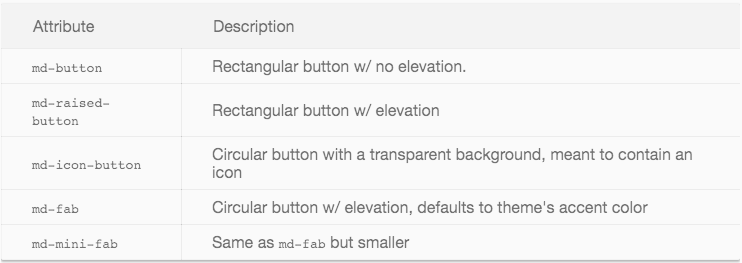 Attribute Description
md-button Rectangular button w/ no elevation.
md-raised-
button Rectangular button w/ elevation
md-icon-button Circular button with a transparent background, meant to contain an
icon
md-fab Circular button w/ elevation, defaults to theme's accent color
md-mini-fab Same as md-fab but smaller